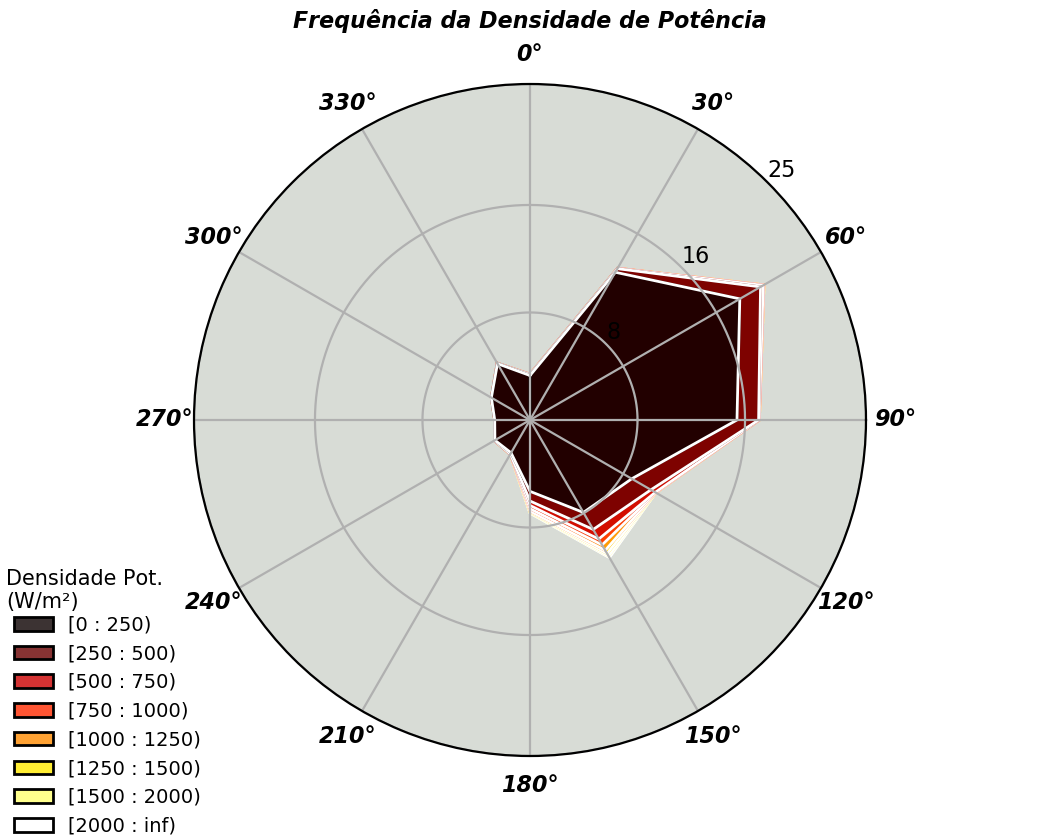 Frequência da Densidade de Potência
0°
330°
30°
25
300°
60°
16
8
270°
90°
240°
120°
210°
150°
180°
Densidade Pot.
(W/m²)
[0 : 250)
[250 : 500)
[500 : 750)
[750 : 1000)
[1000 : 1250)
[1250 : 1500)
[1500 : 2000)
[2000 : inf)